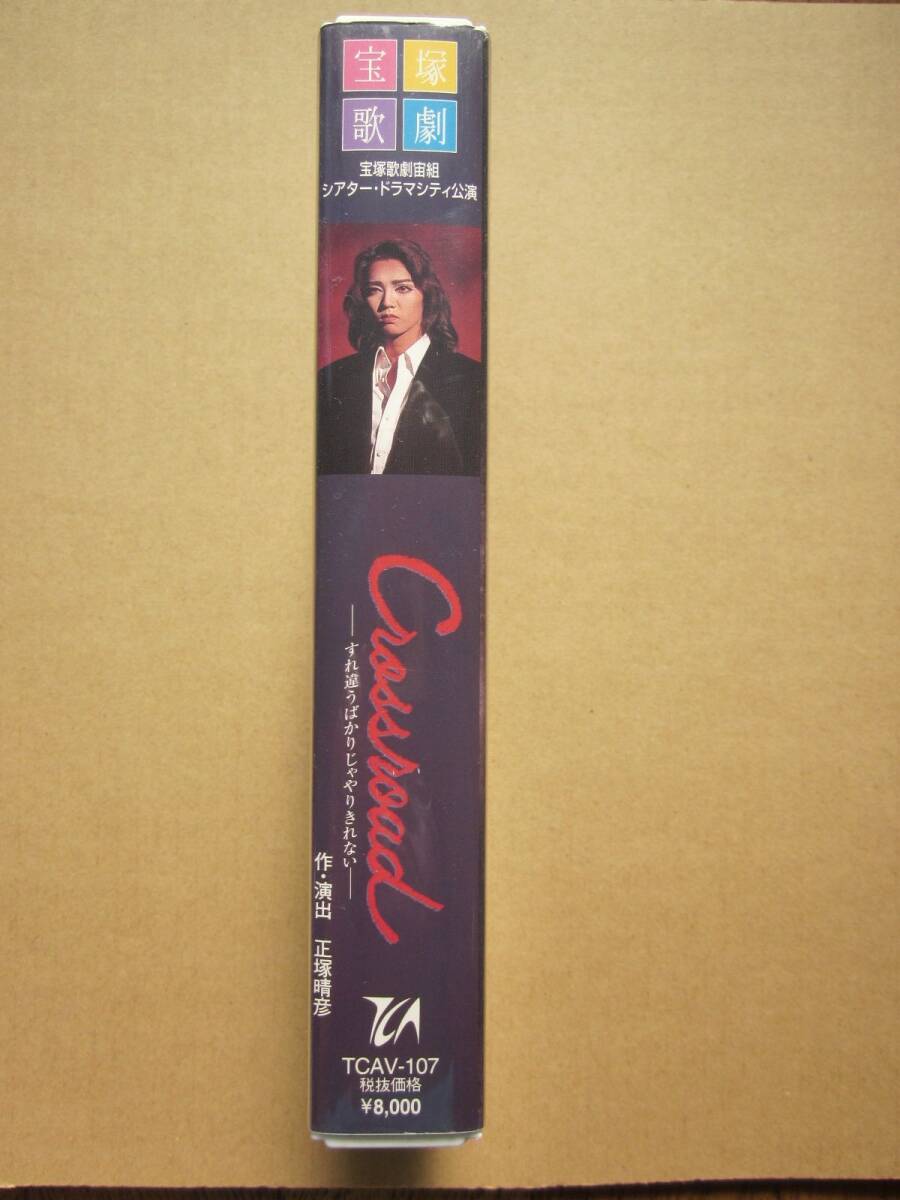 宝塚
歌劇
宝塚歌劇宙組
シアター・ドラマシティ公演
Crossroad
――すれ違うばかりじゃやりきれない――
作・演出 正塚晴彦
TCA
TCAV-107
税抜価格
¥8,000